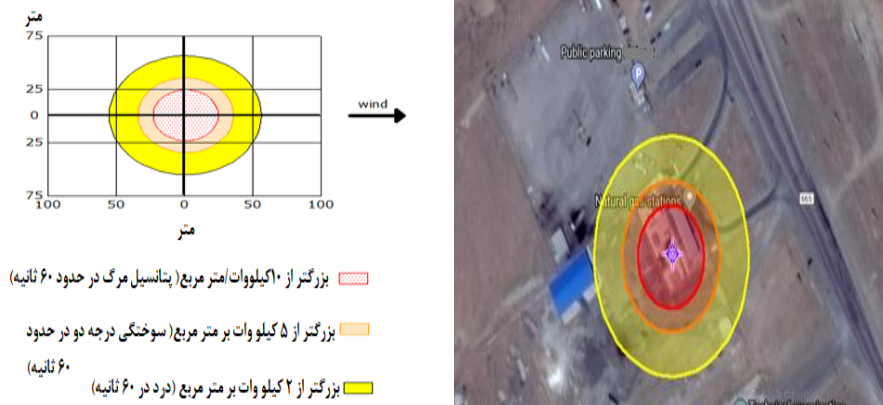 متر
75
25
0
25
75
100 50 0 50 100
متر
wind
بزرگتر از ۱۰کیلووات/متر مربع( پتانسیل مرگ در حدود ۶۰ ثانیه)
بزرگتر از ۵ کیلو وات بر متر مربع( سوختگی درجه دو در حدود
۶۰ ثانیه)
بزرگتر از ۲ کیلو وات بر متر مربع (درد در ۶۰ ثانیه)
Public parking
P
Natural gas stations
665